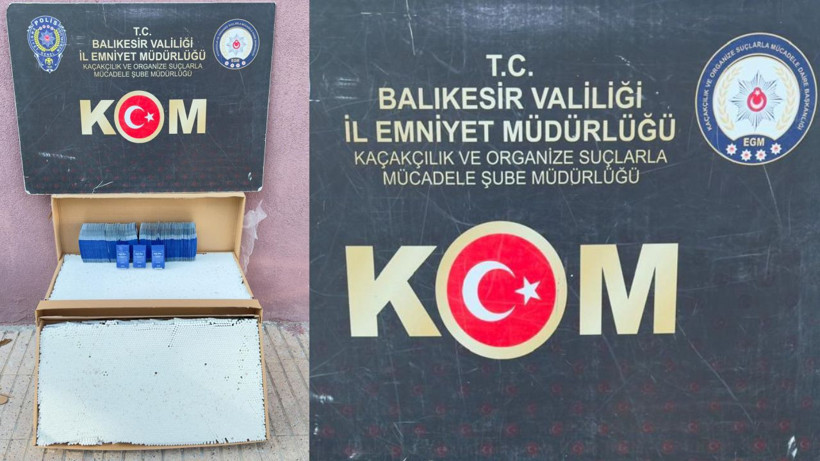 POLİS
T.C.
BALIKESİR VALİLİĞİ
İL EMNİYET MÜDÜRLÜĞÜ
KAÇAKÇILIK VE ORGANİZE SUÇLARLA
MÜCADELE ŞUBE MÜDÜRLÜĞÜ
KOM
T.C.
BALIKESİR VALİLİĞİ
İL EMNİYET MÜDÜRLÜĞÜ
KAÇAKÇILIK VE ORGANİZE SUÇLARLA
MÜCADELE ŞUBE MÜDÜRLÜĞÜ
KAÇAKÇILIK VE ORGANİZE SUÇLARLA MÜCADELE DAİRE BAŞKANLIĞI
EGM
KOM